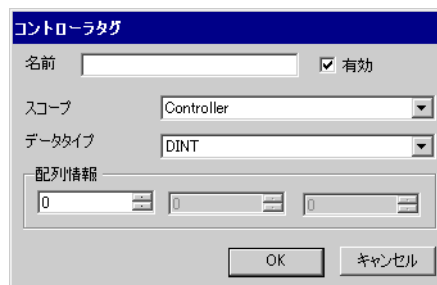 コントローラタグ
名前 有効
スコープ Controller
データタイプ DINT
配列情報
0 0 0
OK キャンセル